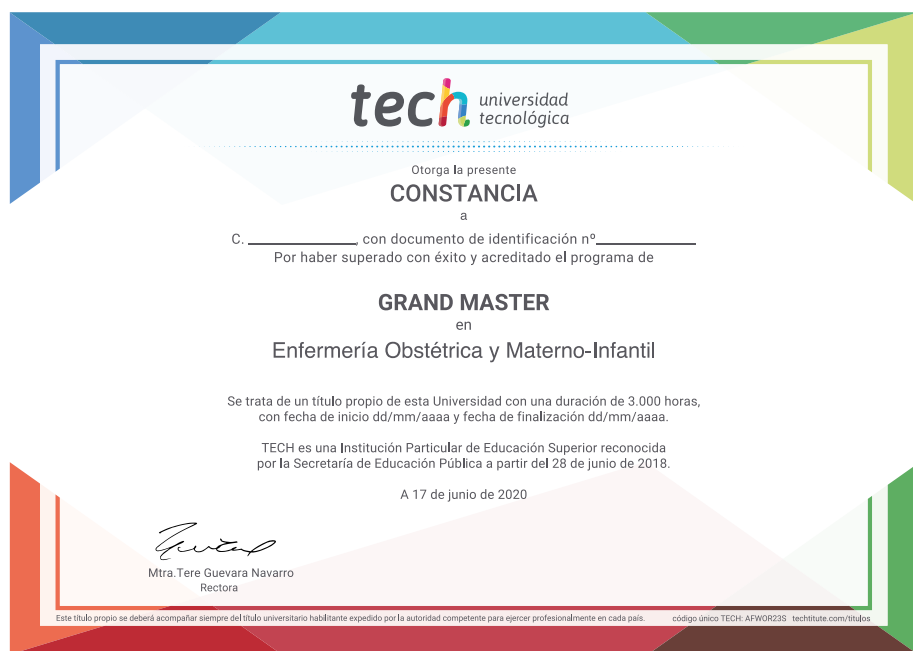 tech universidad
tecnológica
Otorga la presente
CONSTANCIA
a
C. ____________, con documento de identificación nº___________
Por haber superado con éxito y acreditado el programa de
GRAND MASTER
en
Enfermería Obstétrica y Materno-Infantil
Se trata de un título propio de esta Universidad con una duración de 3.000 horas,
con fecha de inicio dd/mm/aaaa y fecha de finalización dd/mm/aaaa.
TECH es una Institución Particular de Educación Superior reconocida
por la Secretaría de Educación Pública a partir del 28 de junio de 2018.
A 17 de junio de 2020
Mtra.Tere Guevara Navarro
Rectora
Este título propio se deberá acompañar siempre del título universitario habilitante expedido por la autoridad competente para ejercer profesionalmente en cada país. código único TECH: AFWOR23S techtitute.com/titulos